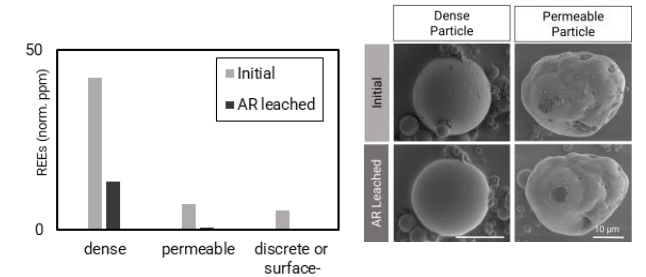 50
REEs (norm. ppm)
0
Initial
AR leached
dense
permeable
discrete or
surface-
Dense
Particle
Permeable
Particle
Initial
AR Leached
10 µm